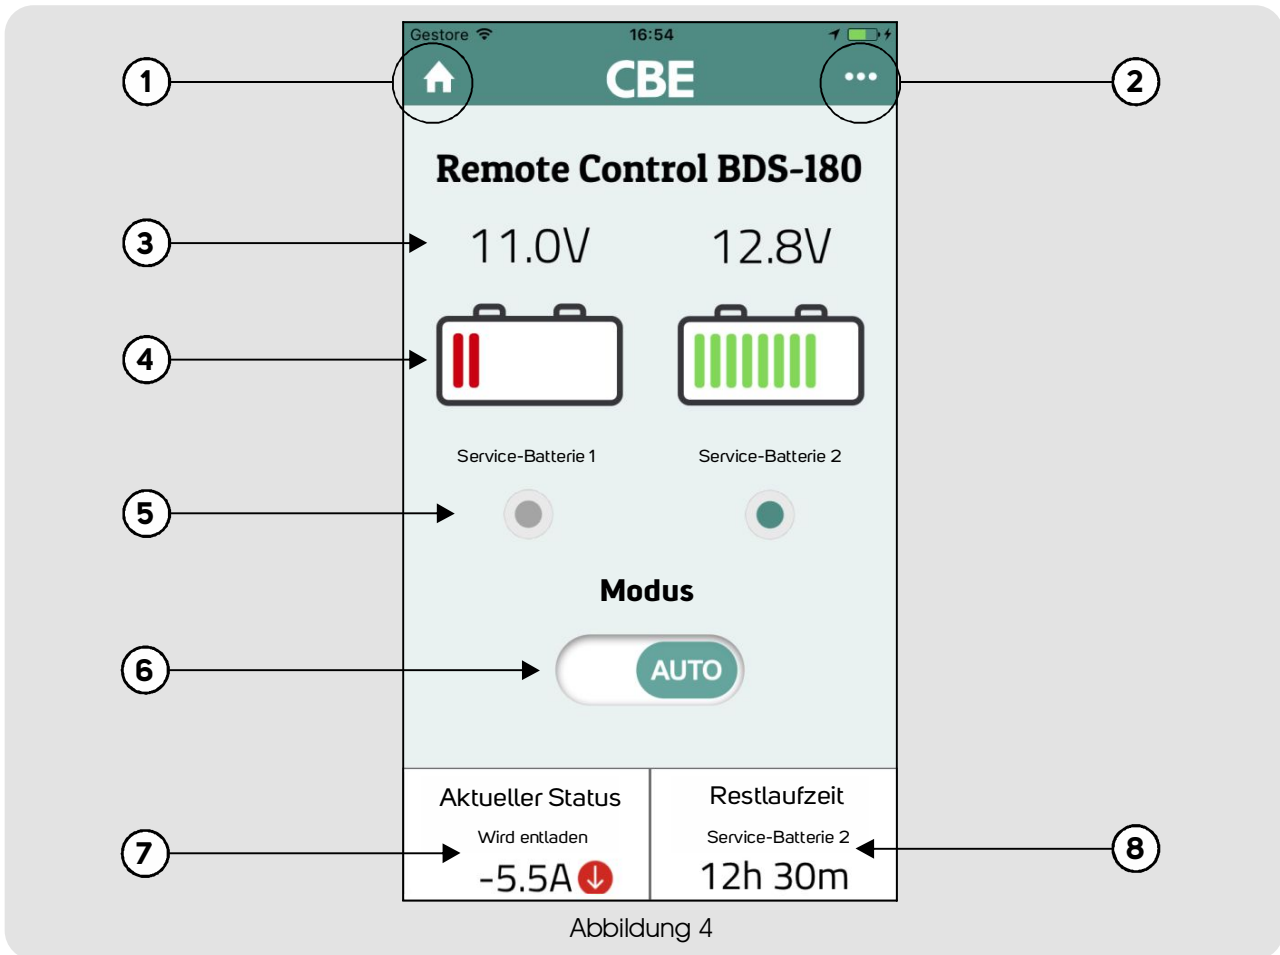 Gestore 16:54
1 CBE ••• 2
Remote Control BDS-180
3 11.0V 12.8V
4
Service-Batterie 1 Service-Batterie 2
5
Modus
6 AUTO
Aktueller Status Restlaufzeit
Wird entladen Service-Batterie 2
7 8
-5.5A 12h 30m
Abbildung 4